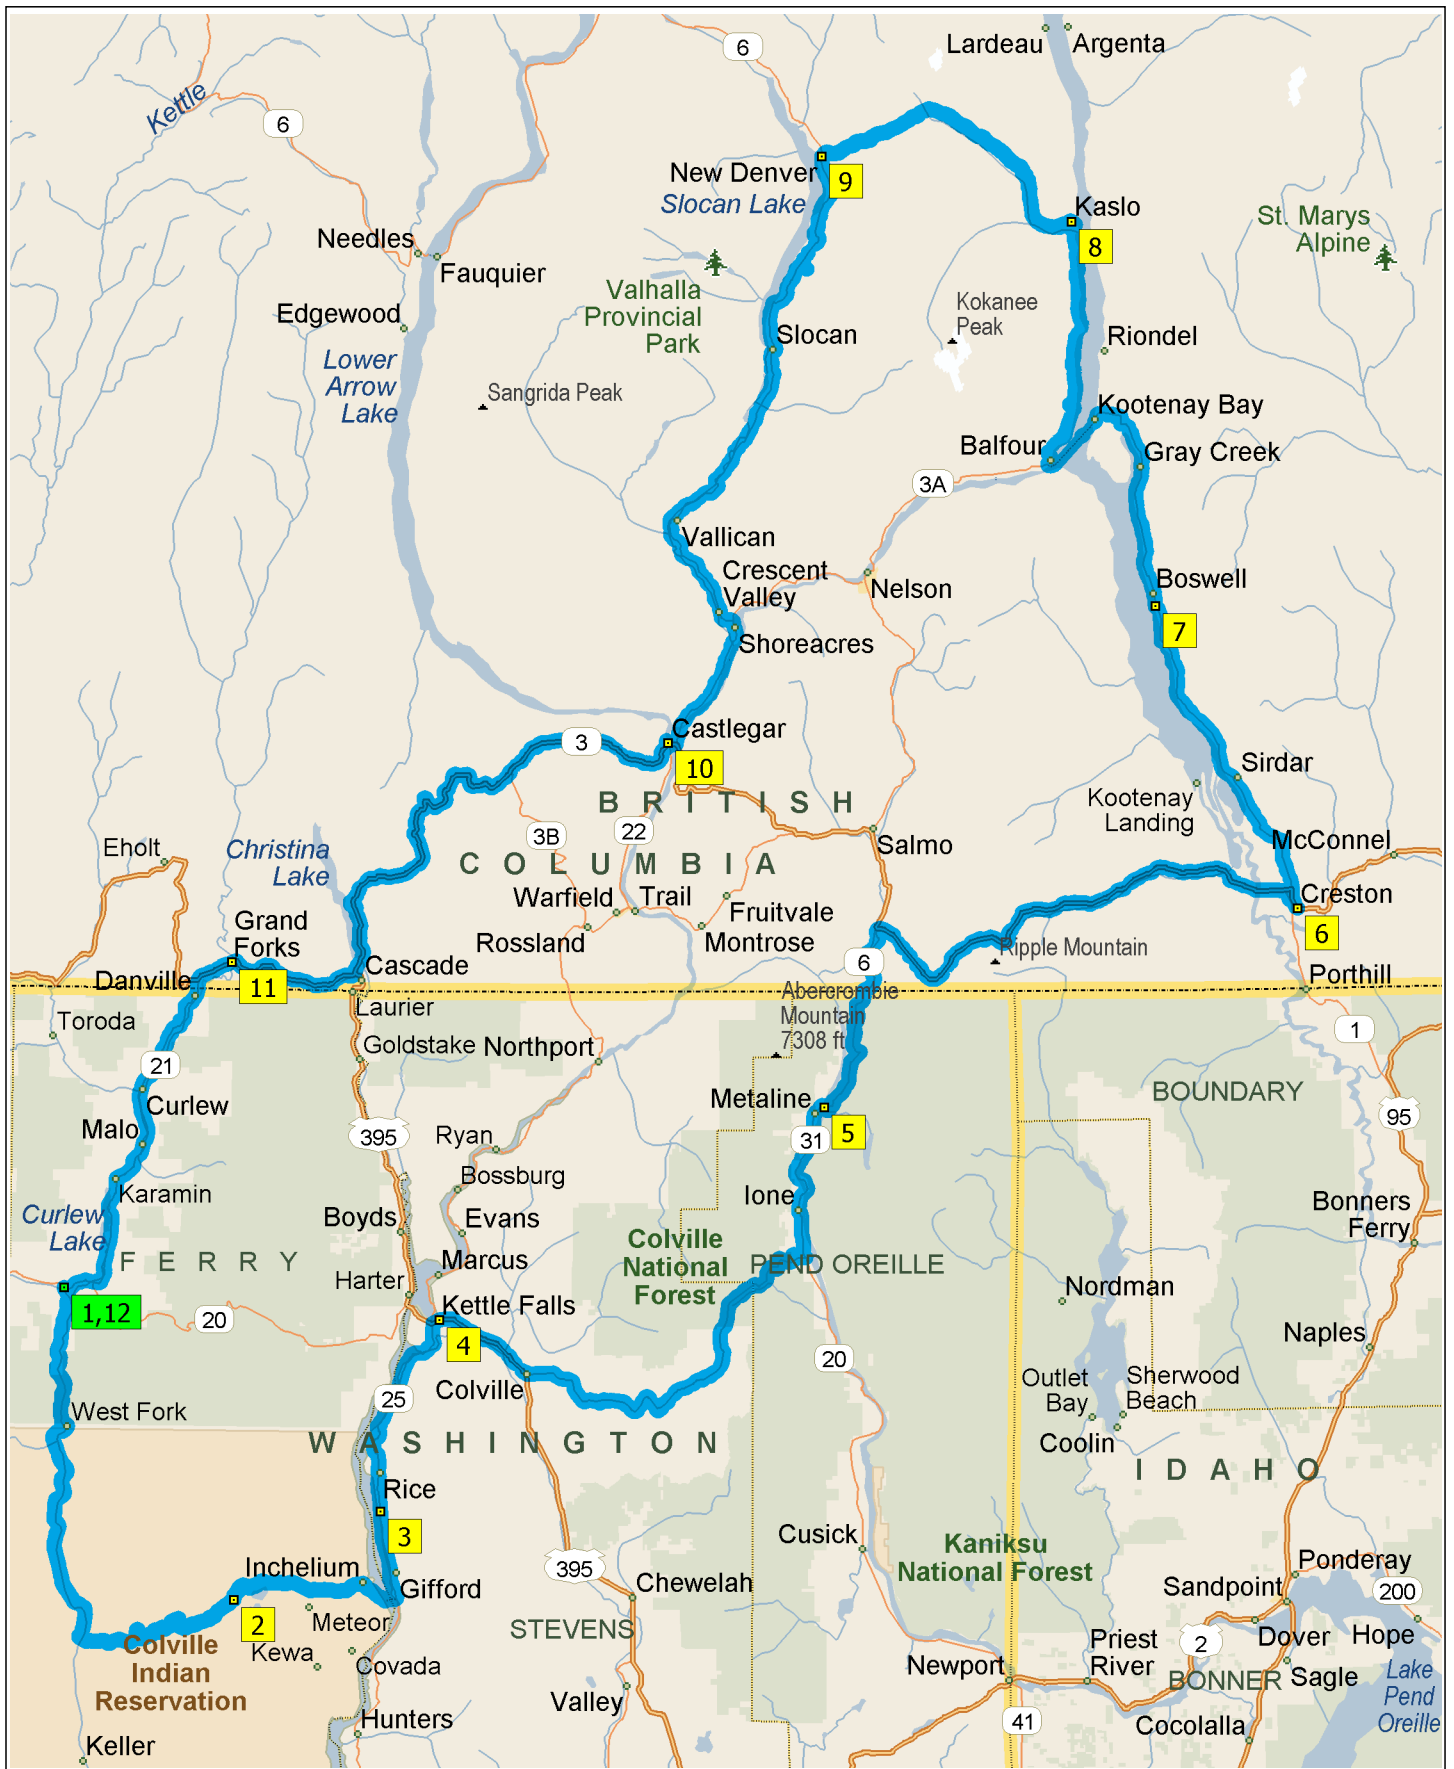 Lardeau
Argenta
6
Kettle
6
New Denver
9
Slocan Lake
Kaslo
8
St. Marys
Alpine
Needles
Fauquier
Valhalla
Provincial
Park
Kokanee
Peak
Edgewood
Slocan
Riondel
Lower
Arrow
Lake
Sangrida Peak
Kootenay Bay
Balfour
Gray Creek
3A
Vallican
Crescent
Valley
Nelson
Boswell
7
Shoreacres
Castlegar
3
10
Sirdar
Kootenay
Landing
BRITISH
3B
22
McConnel
Eholt
Christina
Lake
COLUMBIA
Salmo
Warfield
Trail
Fruitvale
Creston
Grand
Forks
Rossland
Montrose
6
Ripple Mountain
6
Cascade
Danville
11
Porthill
Laurier
Abercrombie
Mountain
7308 ft
Toroda
Goldstake
Northport
1
21
Curlew
Metaline
BOUNDARY
Malo
395
Ryan
31
5
95
Karamin
Bossburg
Ione
Bonners
Ferry
Curlew
Lake
Boyds
Evans
FERRY
Marcus
Colville
National
Forest
PEND OREILLE
Harter
Nordman
1,12
20
Kettle Falls
4
Naples
20
Colville
Outlet
Bay
Sherwood
Beach
25
West Fork
Coolin
WASHINGTON
IDAHO
Rice
3
Cusick
Kaniksu
National Forest
Inchelium
Gifford
395
Chewelah
Ponderay
Sandpoint
200
2
Meteor
STEVENS
Colville
Indian
Reservation
Kewa
Covada
Priest
River
2
Dover
Hope
Newport
BONNER
Sagle
Lake
Pend
Oreille
Valley
Hunters
41
Cocolalla
Keller